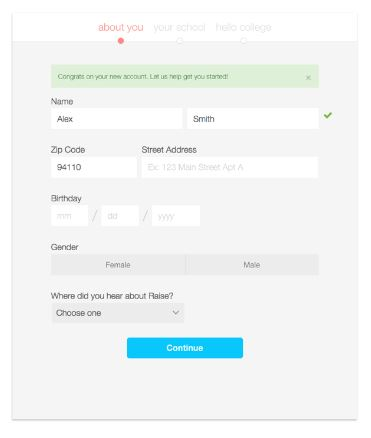 about you your school hello college
Congrats on your new account. Let us help get you started! ×
Name
Alex Smith
Zip Code Street Address
94110 Ex: 123 Main Street Apt A
Birthday
mm / dd / yyyy
Gender
Female Male
Where did you hear about Raise?
Choose one
Continue